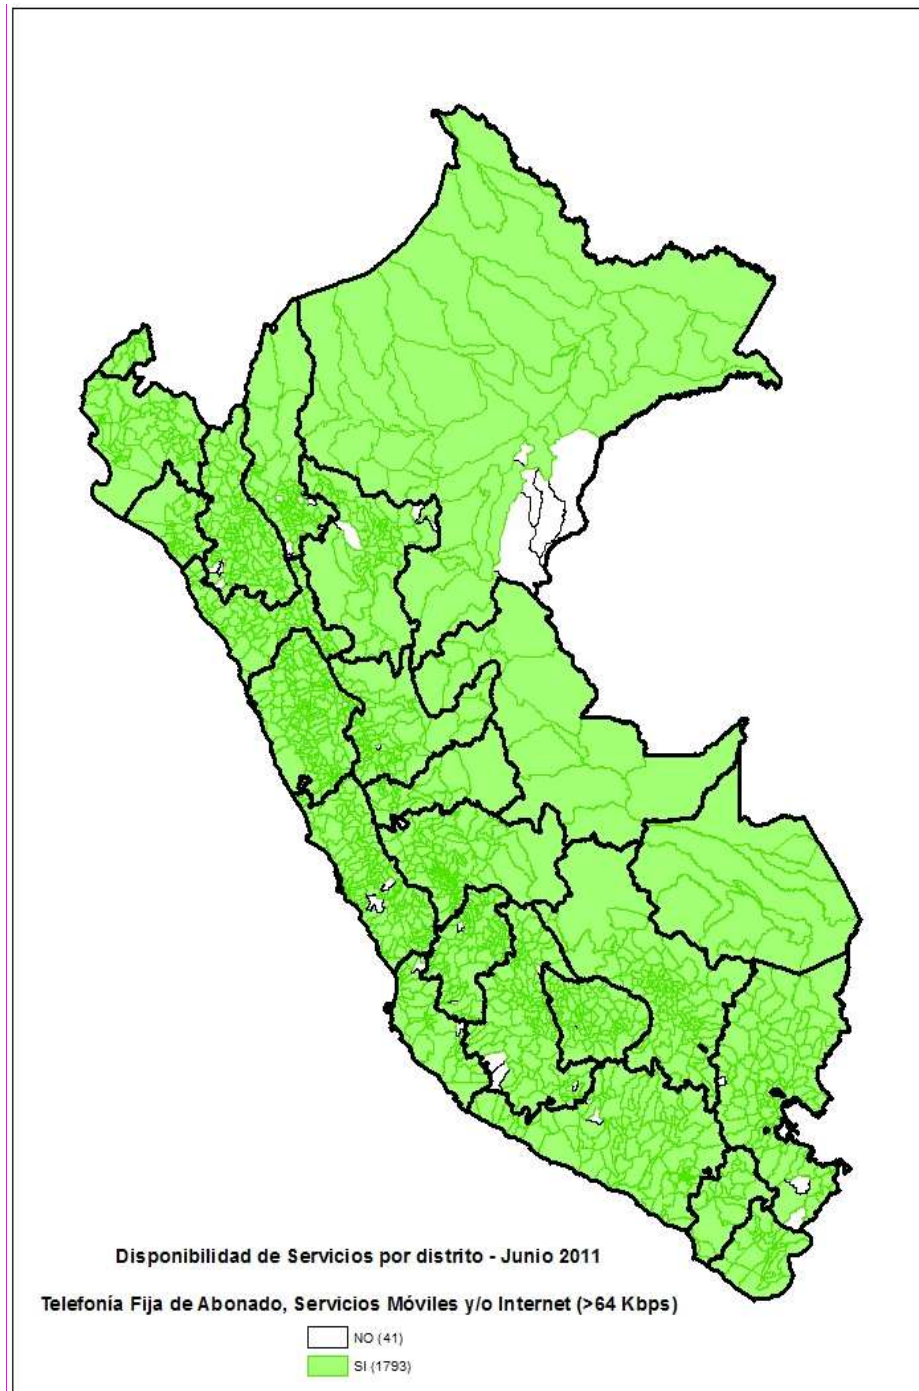 Disponibilidad de Servicios por distrito - Junio 2011
Telefonía Fija de Abonado, Servicios Móviles y/o Internet (>64 Kbps)
NO (41)
SI (1793)